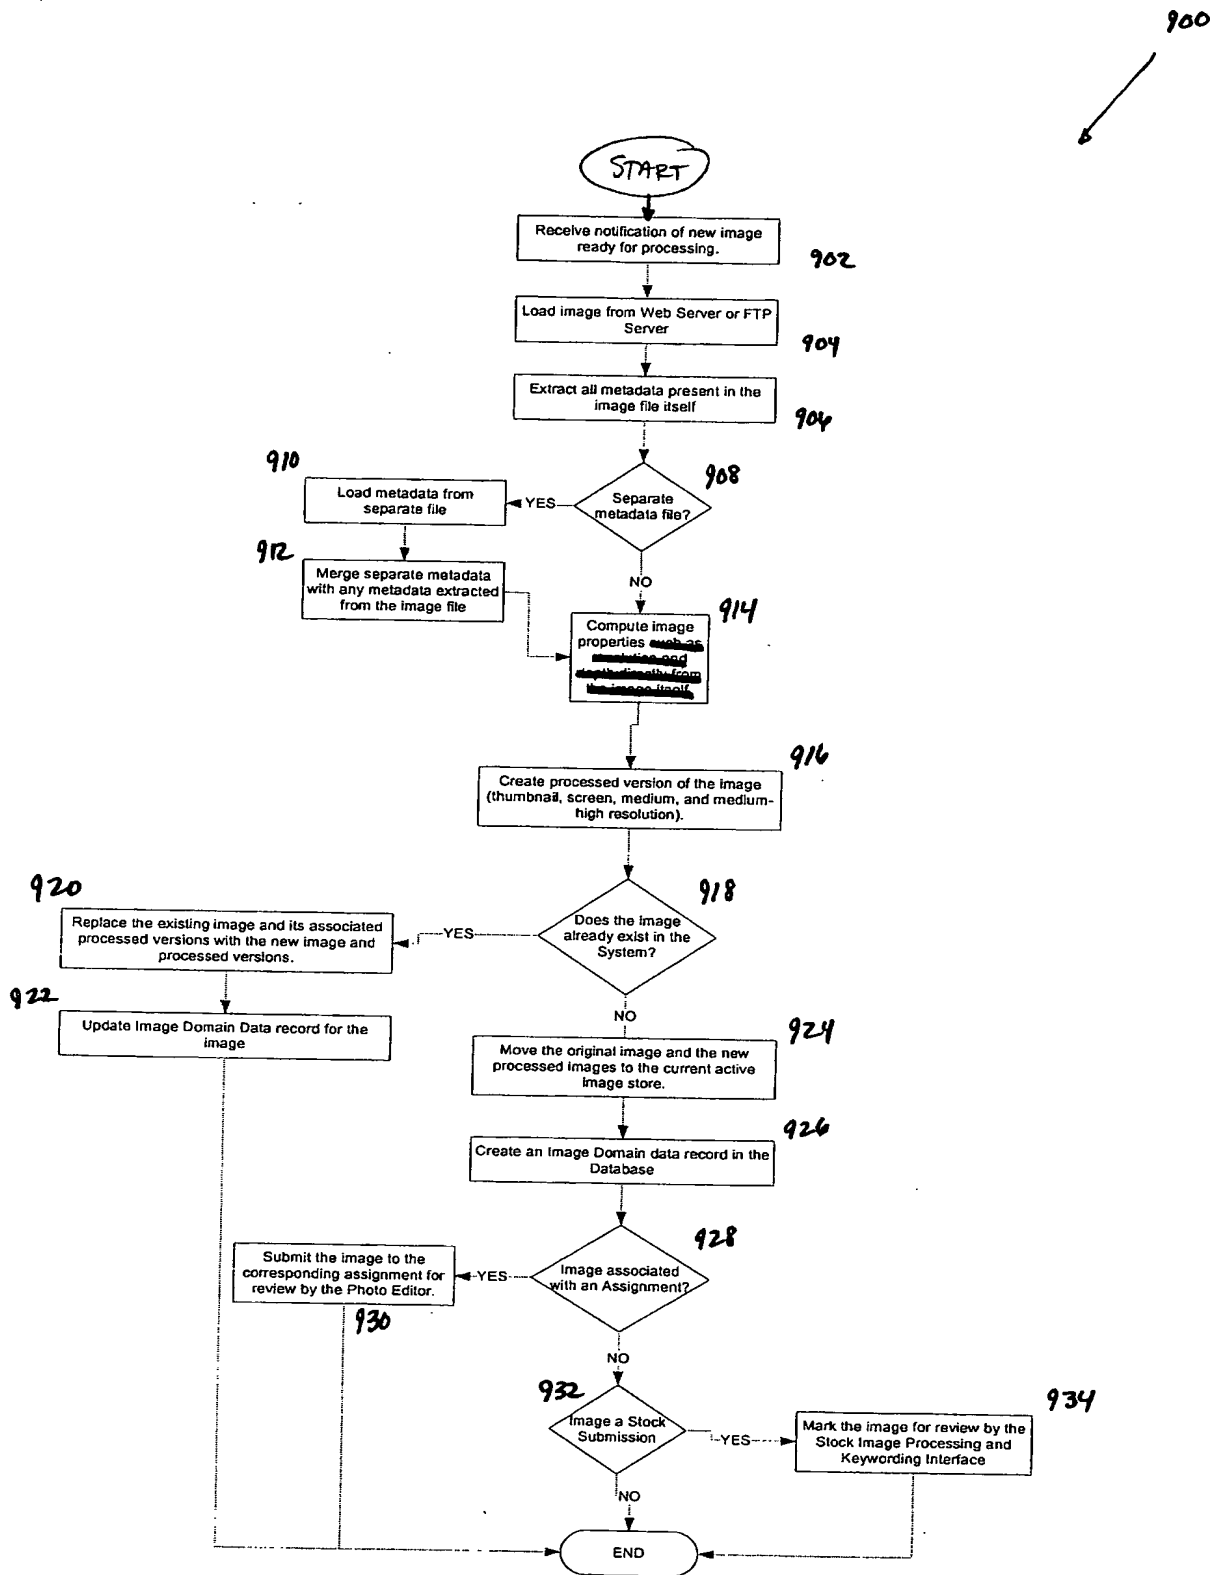 900
START
Receive notification of new image
ready for processing.
902
Load image from Web Server or FTP
Server
904
Extract all metadata present in the
image file itself
906
910
908
Load metadata from
separate file
YES
Separate
metadata file?
912
Merge separate metadata
with any metadata extracted
from the image file
NO
914
Compute image
properties
916
Create processed version of the image
(thumbnail, screen, medium, and medium-
high resolution).
920
918
Replace the existing image and its associated
processed versions with the new image and
processed versions.
YES
Does the Image
already exist in the
System?
922
Update Image Domain Data record for the
image
NO
924
Move the original image and the new
processed images to the current active
image store.
926
Create an Image Domain data record in the
Database
928
Submit the image to the
corresponding assignment for
review by the Photo Editor.
YES
Image associated
with an Assignment?
930
NO
932
934
Image a Stock
Submission
YES
Mark the image for review by the
Stock Image Processing and
Keywording Interface
NO
END